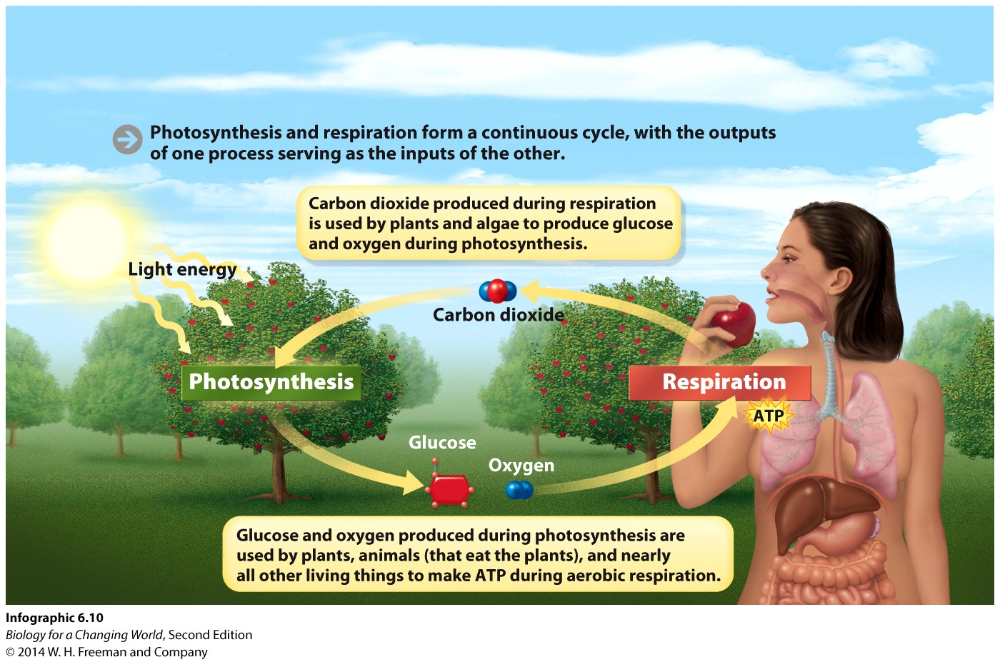 Photosynthesis and respiration form a continuous cycle, with the outputs
of one process serving as the inputs of the other.
Carbon dioxide produced during respiration
is used by plants and algae to produce glucose
and oxygen during photosynthesis.
Light energy
Carbon dioxide
Photosynthesis
Respiration
ATP
Glucose
Oxygen
Glucose and oxygen produced during photosynthesis are
used by plants, animals (that eat the plants), and nearly
all other living things to make ATP during aerobic respiration.
Infographic 6.10
Biology for a Changing World, Second Edition
© 2014 W. H. Freeman and Company